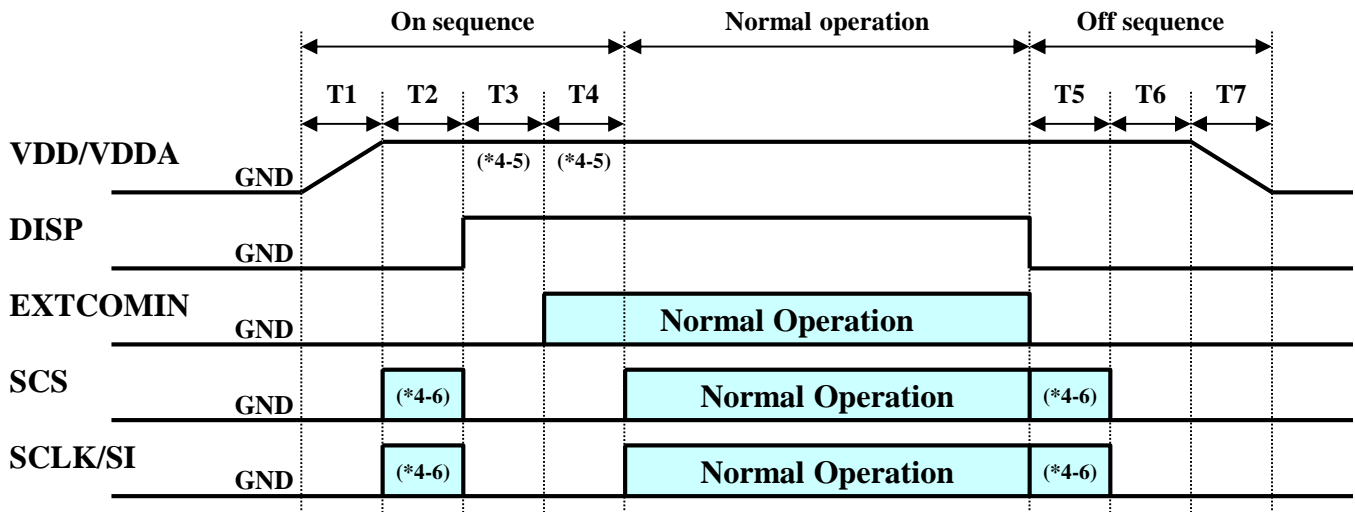 On sequence Normal operation Off sequence
T1 T2 T3 T4 T5 T6 T7
VDD/VDDA
GND
(*4-5) (*4-5)
DISP
GND
EXTCOMIN
GND
Normal Operation
SCS
GND
(*4-6) Normal Operation (*4-6)
SCLK/SI
GND
(*4-6) Normal Operation (*4-6)